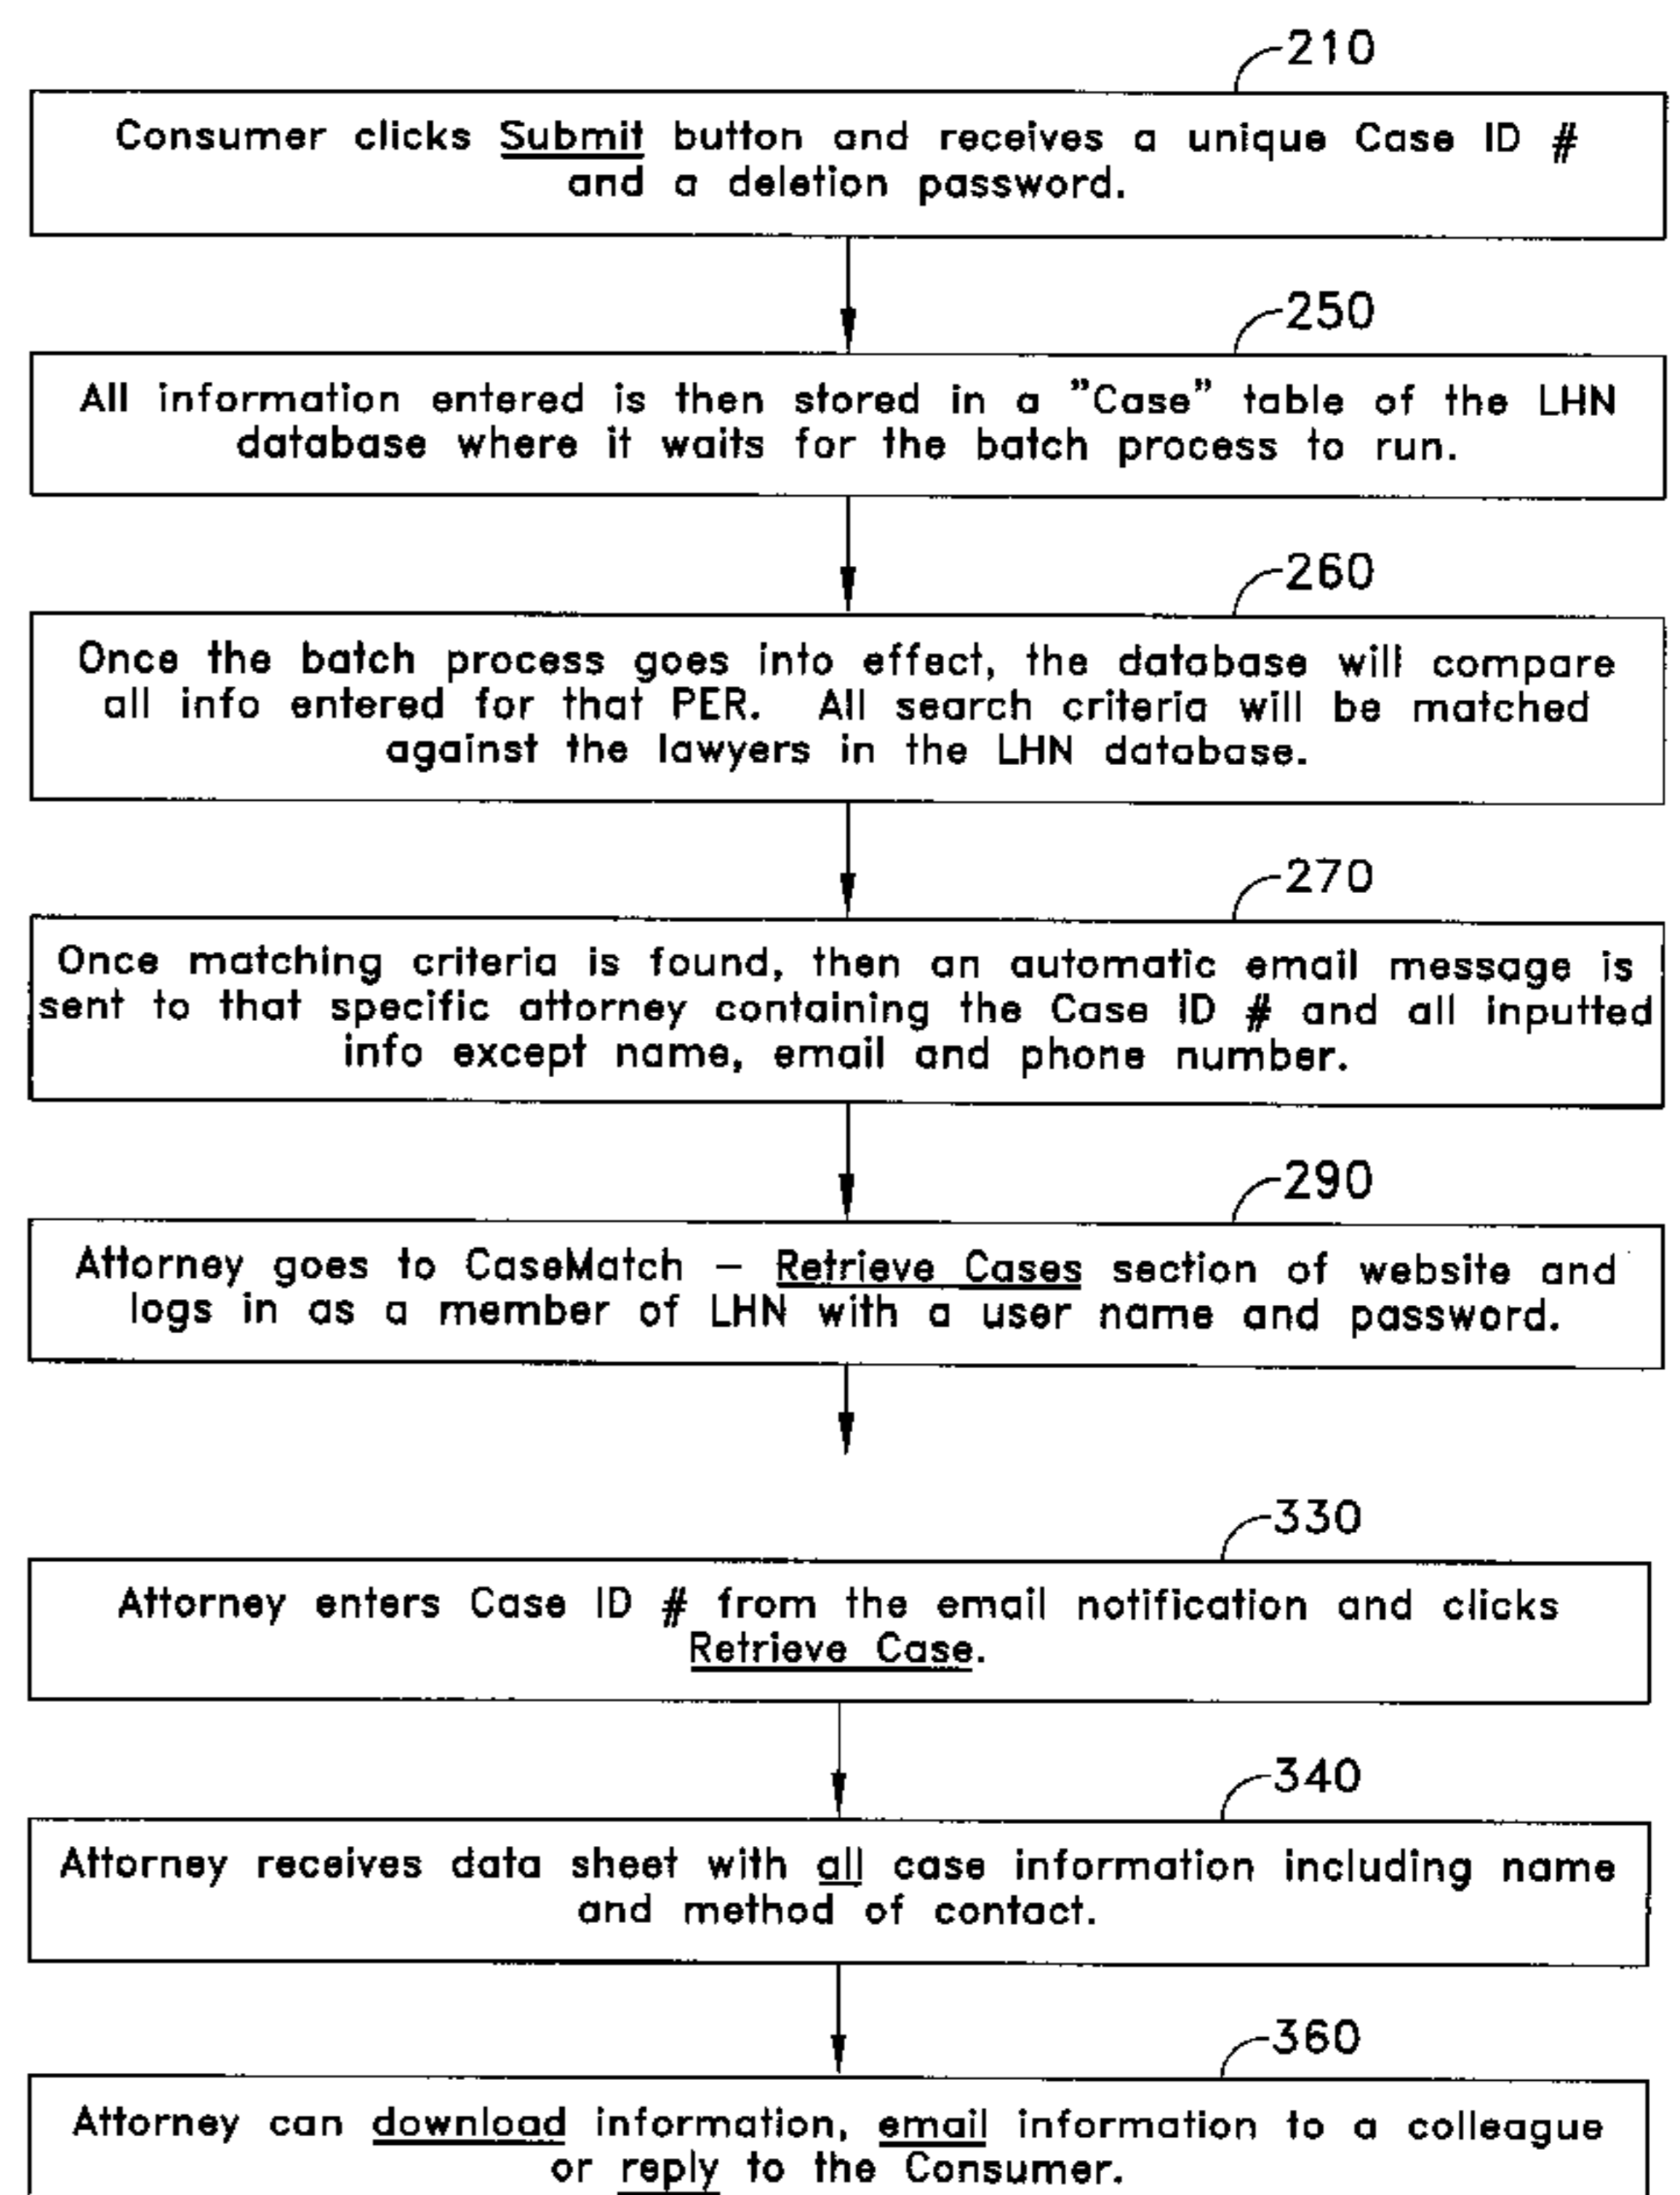 210
Consumer clicks Submit button and receives a unique Case ID #
and a deletion password.
250
All information entered is then stored in a "Case" table of the LHN
database where it waits for the batch process to run.
260
Once the batch process goes into effect, the database will compare
all info entered for that PER. All search criteria will be matched
against the lawyers in the LHN database.
270
Once matching criteria is found, then an automatic email message is
sent to that specific attorney containing the Case ID # and all inputted
info except name, email and phone number.
290
Attorney goes to CaseMatch – Retrieve Cases section of website and
logs in as a member of LHN with a user name and password.
330
Attorney enters Case ID # from the email notification and clicks
Retrieve Case.
340
Attorney receives data sheet with all case information including name
and method of contact.
360
Attorney can download information, email information to a colleague
or reply to the Consumer.